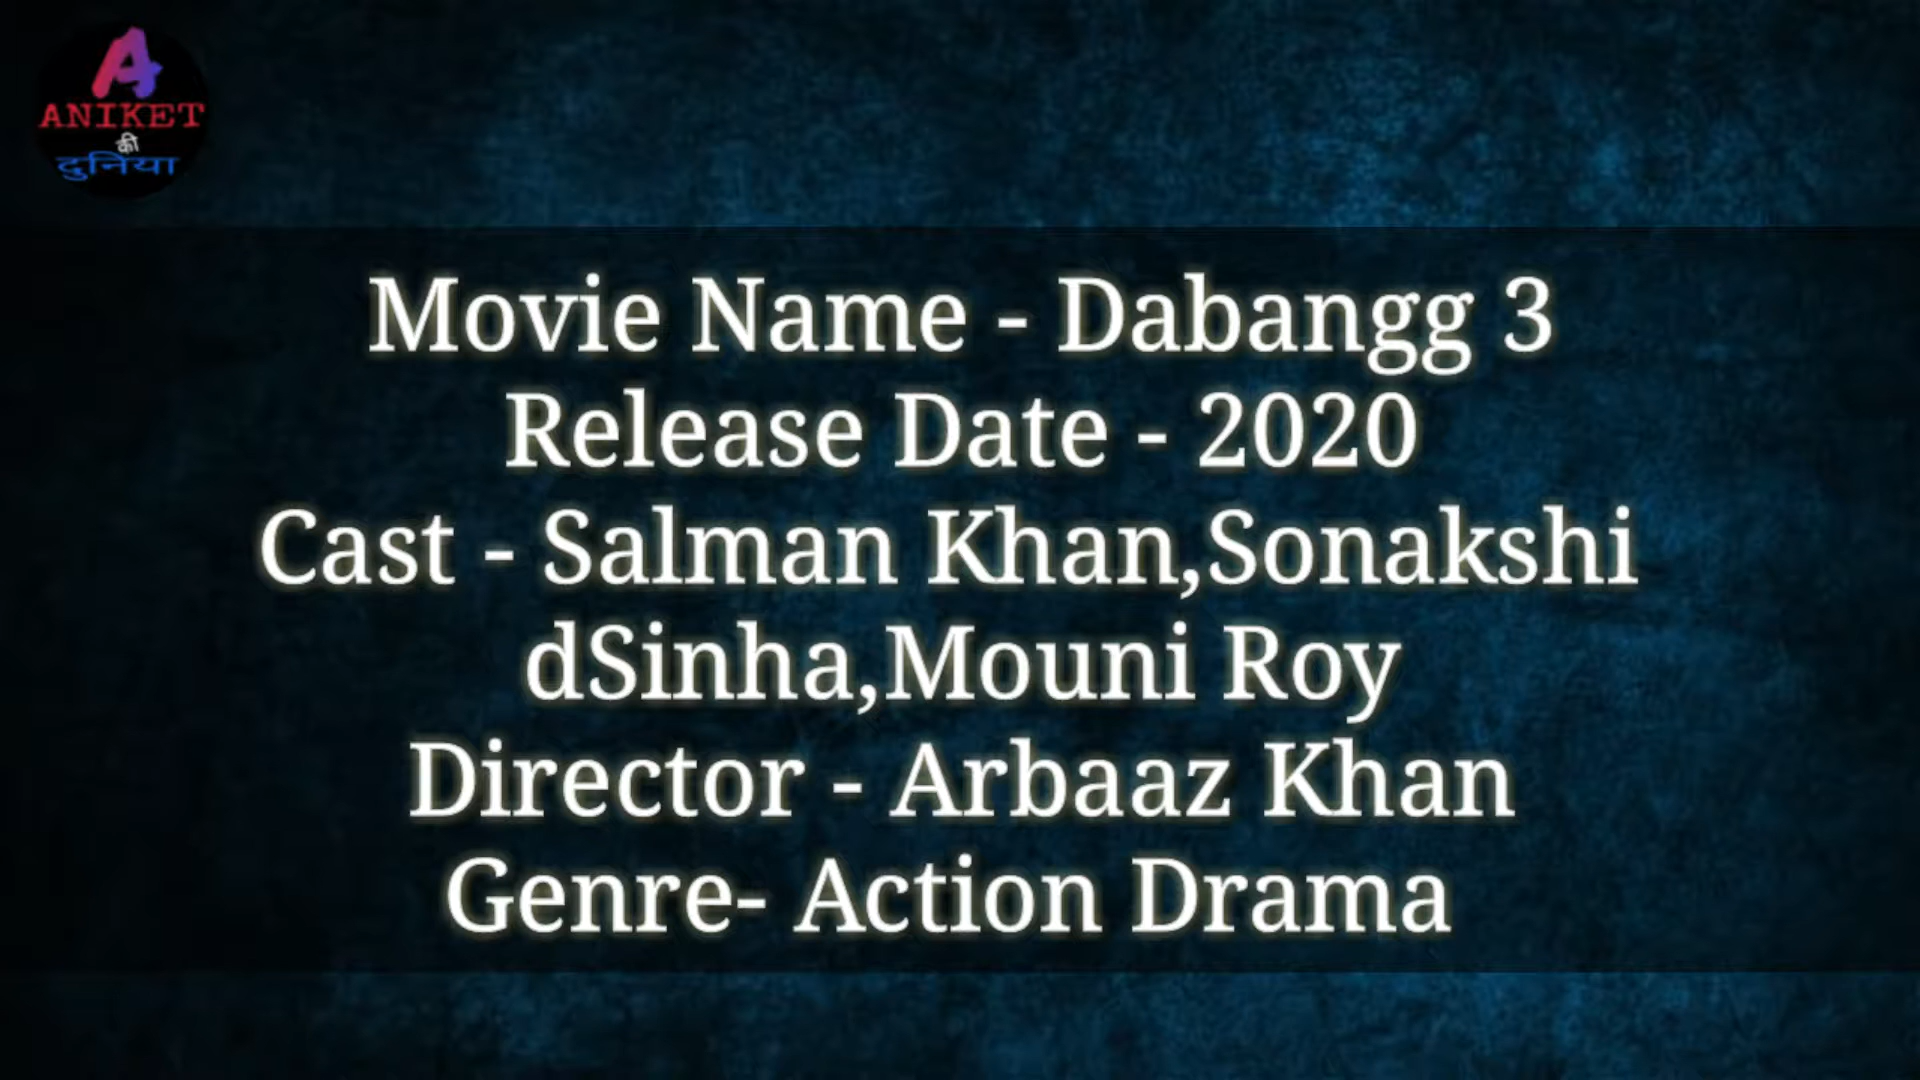 A
ANIKET
की
दुनिया
Movie Name - Dabangg 3
Release Date - 2020
Cast - Salman Khan,Sonakshi
dSinha,Mouni Roy
Director - Arbaaz Khan
Genre- Action Drama